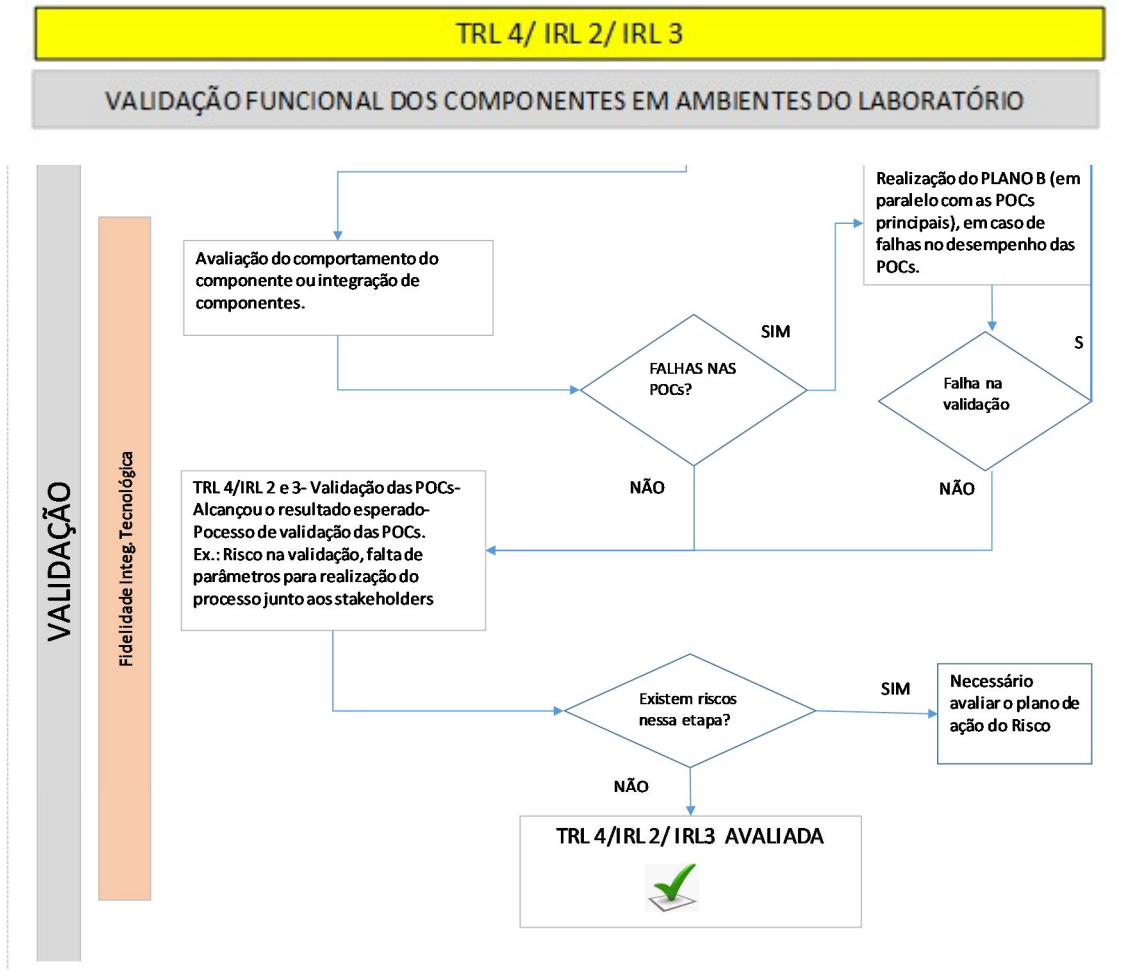 TRL 4/ IRL 2/ IRL 3
VALIDAÇÃO FUNCIONAL DOS COMPONENTES EM AMBIENTES DO LABORATÓRIO
VALIDAÇÃO
Fidelidade Integ. Tecnológica
Realização do PLANO B (em
paralelo com as POCs
principais), em caso de
falhas no desempenho das
POCs.
Avaliação do comportamento do
componente ou integração de
componentes.
SIM
FALHAS NAS
POCs?
S
Falha na
validação
NÃO
NÃO
TRL 4/IRL 2 e 3- Validação das POCs-
Alcançou o resultado esperado-
Pocesso de validação das POCs.
Ex.: Risco na validação, falta de
parâmetros para realização do
processo junto aos stakeholders
Existem riscos
nessa etapa?
SIM
Necessário
avaliar o plano de
ação do Risco
NÃO
TRL 4/IRL 2/ IRL3 AVALIADA